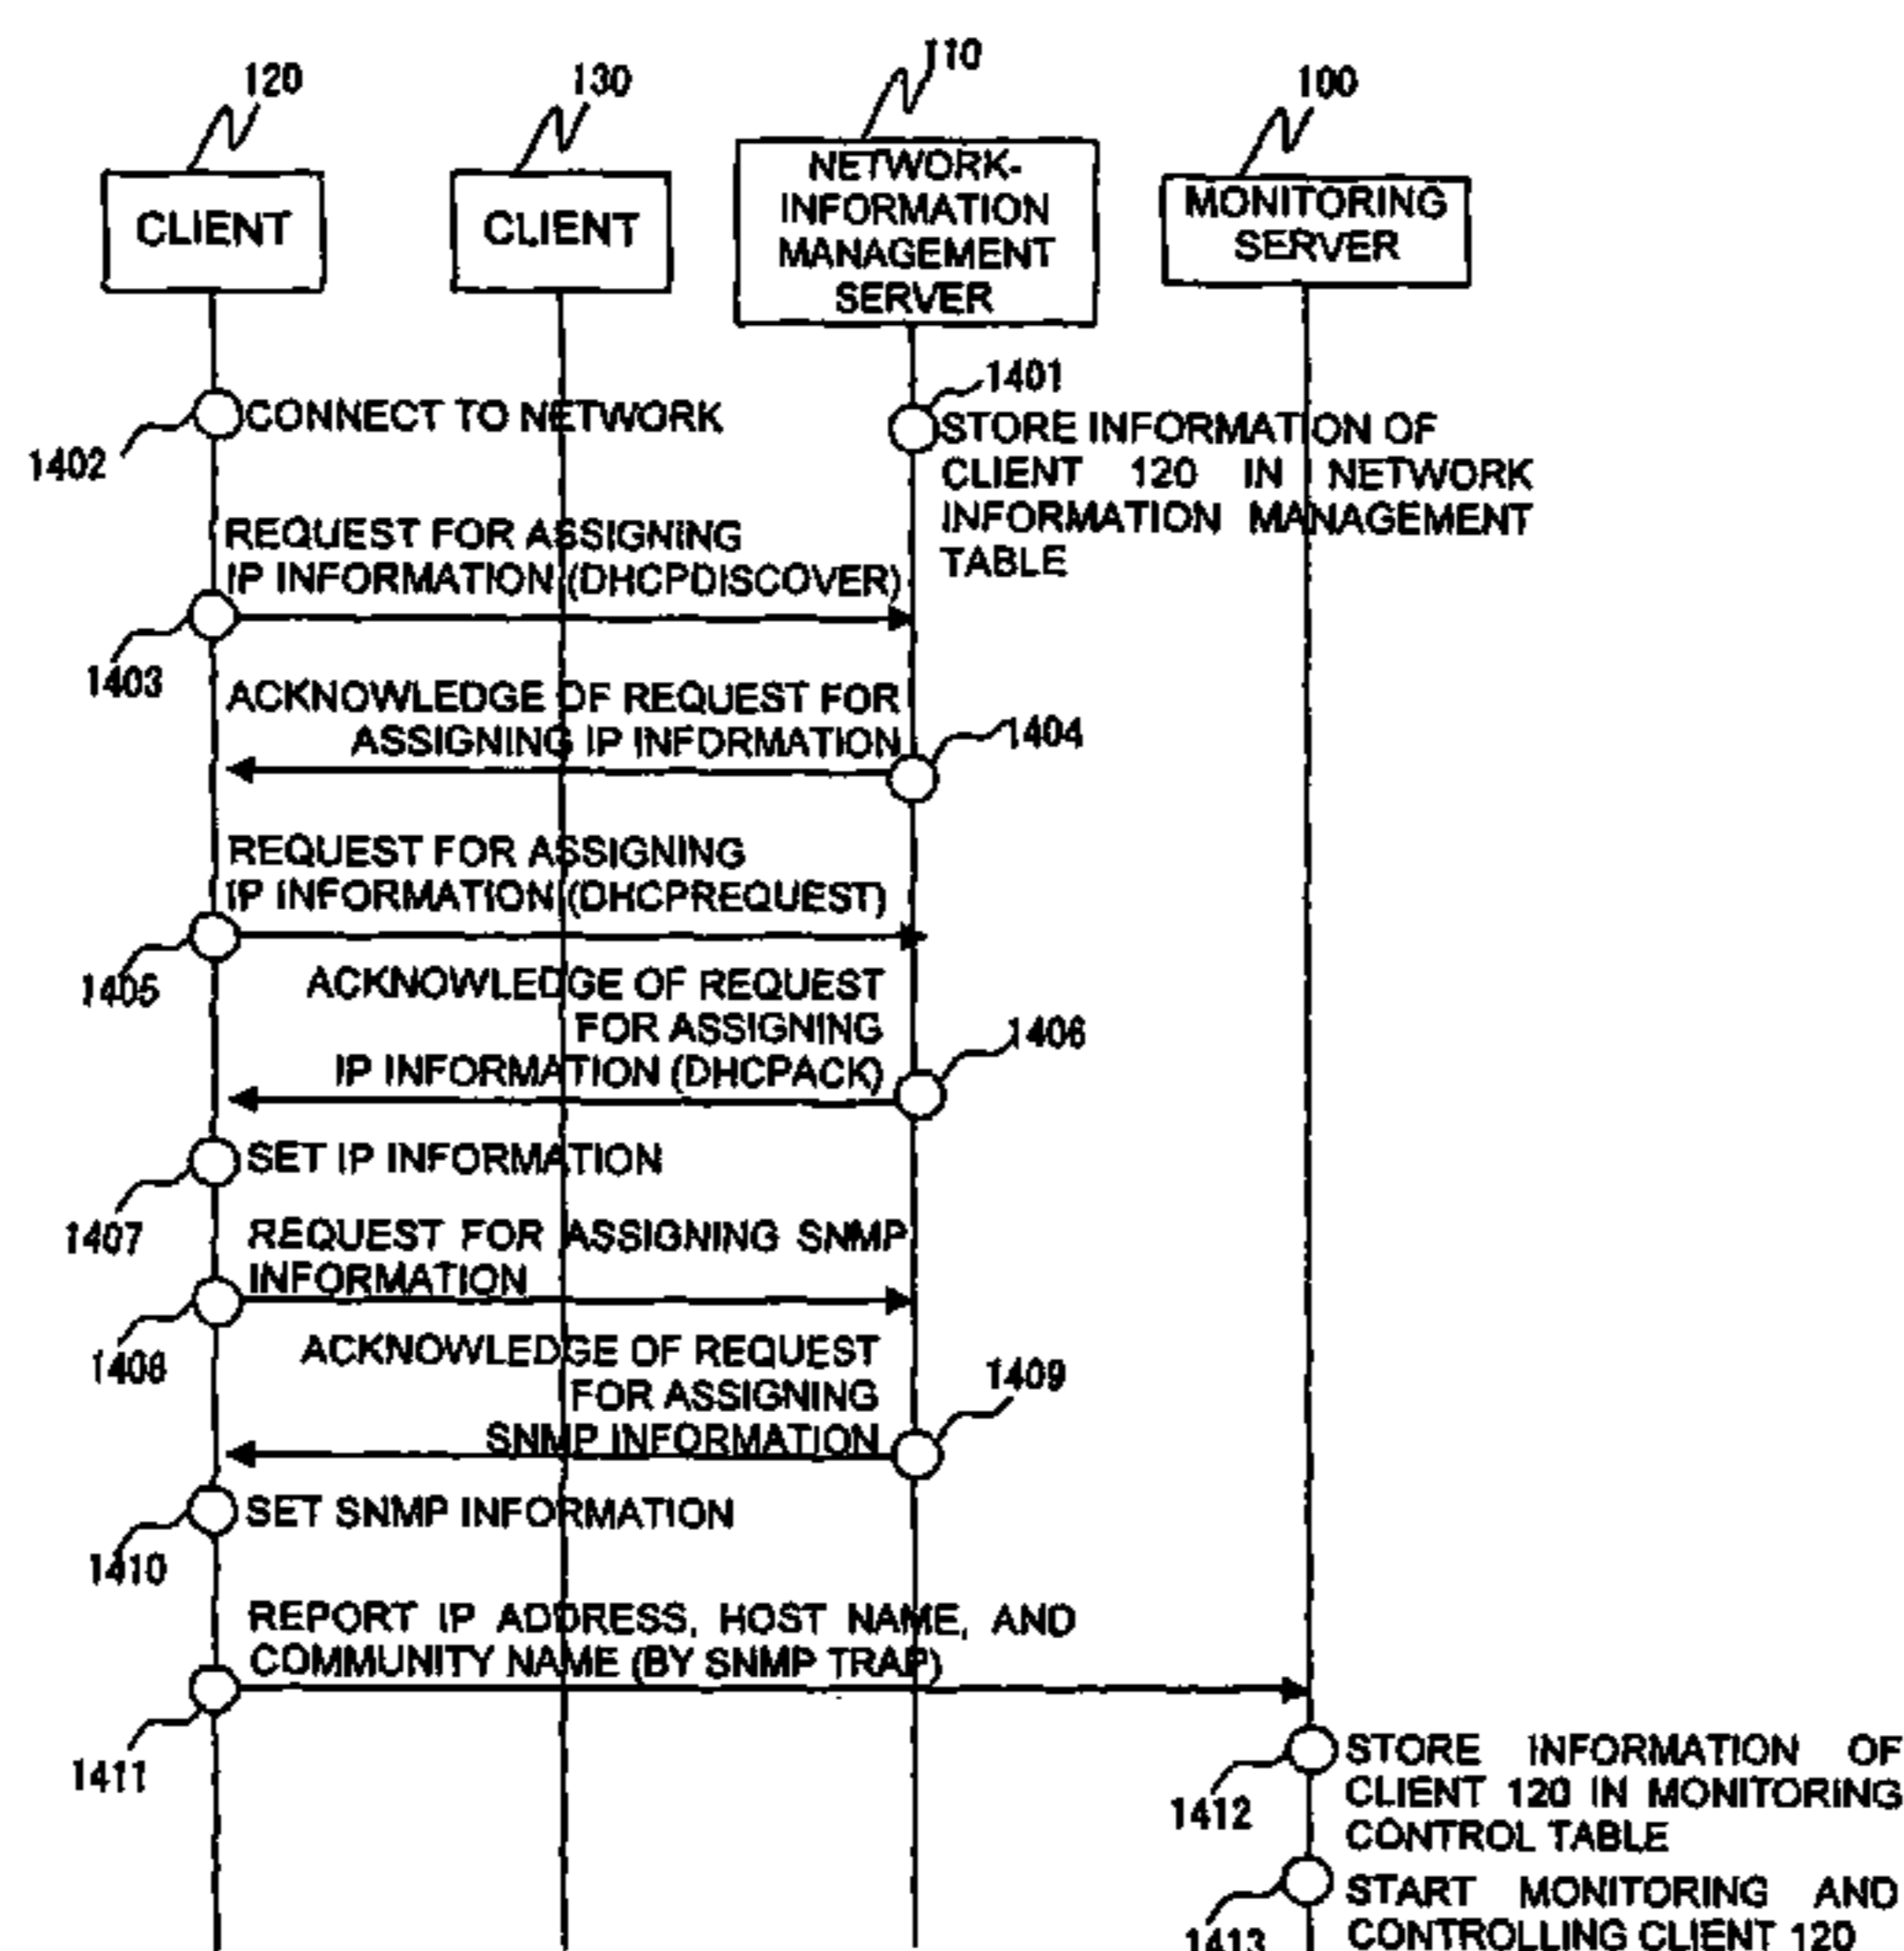 120
130
110
100
CLIENT
CLIENT
NETWORK-
INFORMATION
MANAGEMENT
SERVER
MONITORING
SERVER
1401
CONNECT TO NETWORK
1402
STORE INFORMATION OF
CLIENT 120 IN NETWORK
INFORMATION MANAGEMENT
TABLE
REQUEST FOR ASSIGNING
IP INFORMATION (DHCPDISCOVER)
1403
ACKNOWLEDGE OF REQUEST FOR
ASSIGNING IP INFORMATION
1404
REQUEST FOR ASSIGNING
IP INFORMATION (DHCPREQUEST)
1405
ACKNOWLEDGE OF REQUEST
FOR ASSIGNING
IP INFORMATION (DHCPACK)
1406
SET IP INFORMATION
1407
REQUEST FOR ASSIGNING SNMP
INFORMATION
1408
ACKNOWLEDGE OF REQUEST
FOR ASSIGNING
SNMP INFORMATION
1409
SET SNMP INFORMATION
1410
REPORT IP ADDRESS, HOST NAME, AND
COMMUNITY NAME (BY SNMP TRAP)
1411
STORE INFORMATION OF
CLIENT 120 IN MONITORING
CONTROL TABLE
1412
START MONITORING AND
CONTROLLING CLIENT 120
1413